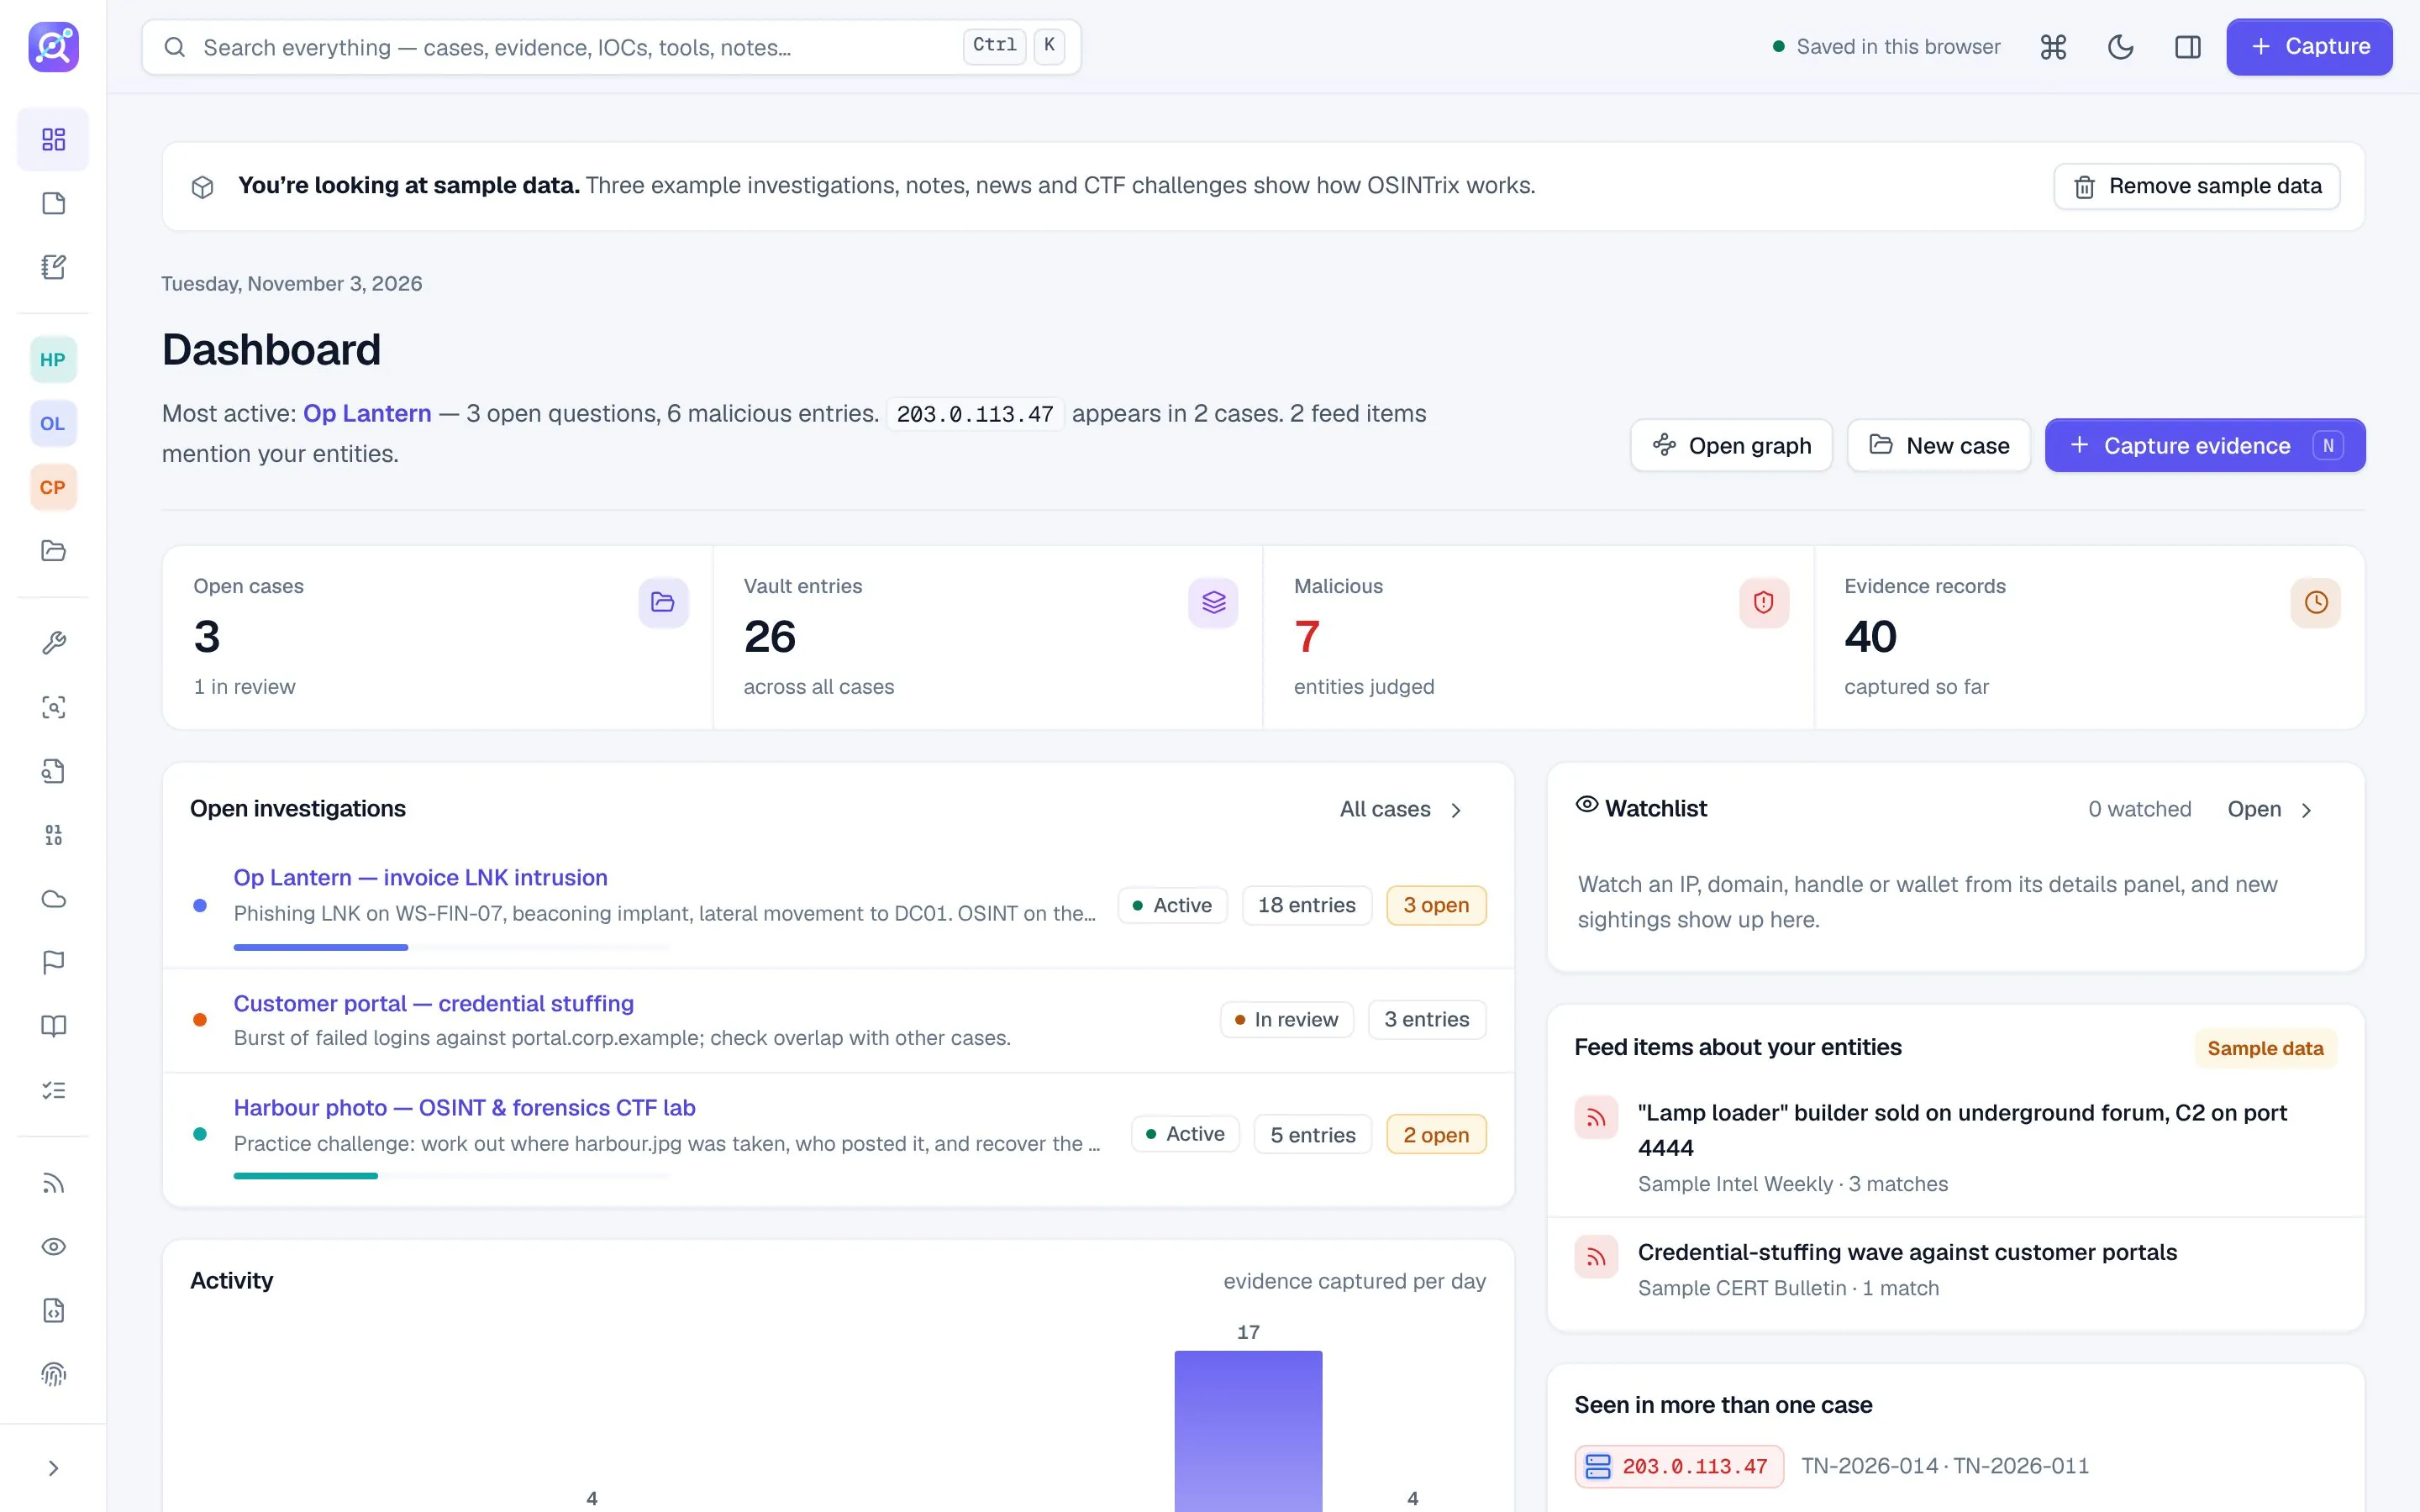 Search everything — cases, evidence, IOCs, tools, notes...
Ctrl K
Saved in this browser
Capture
You're looking at sample data. Three example investigations, notes, news and CTF challenges show how OSINTrix works.
Remove sample data
Tuesday, November 3, 2026
Dashboard
Most active: Op Lantern — 3 open questions, 6 malicious entries. 203.0.113.47 appears in 2 cases. 2 feed items
mention your entities.
Open graph
New case
Capture evidence N
HP
OL
CP
Open cases
3
1 in review
Vault entries
26
across all cases
Malicious
7
entities judged
Evidence records
40
captured so far
Open investigations
All cases
Op Lantern — invoice LNK intrusion
Phishing LNK on WS-FIN-07, beaconing implant, lateral movement to DC01. OSINT on the...
Active
18 entries
3 open
Customer portal — credential stuffing
Burst of failed logins against portal.corp.example; check overlap with other cases.
In review
3 entries
Harbour photo — OSINT & forensics CTF lab
Practice challenge: work out where harbour.jpg was taken, who posted it, and recover the ...
Active
5 entries
2 open
Activity
evidence captured per day
17
4
4
Watchlist
0 watched
Open
Watch an IP, domain, handle or wallet from its details panel, and new
sightings show up here.
Feed items about your entities
Sample data
"Lamp loader" builder sold on underground forum, C2 on port
4444
Sample Intel Weekly · 3 matches
Credential-stuffing wave against customer portals
Sample CERT Bulletin · 1 match
Seen in more than one case
203.0.113.47
TN-2026-014 · TN-2026-011
01
10